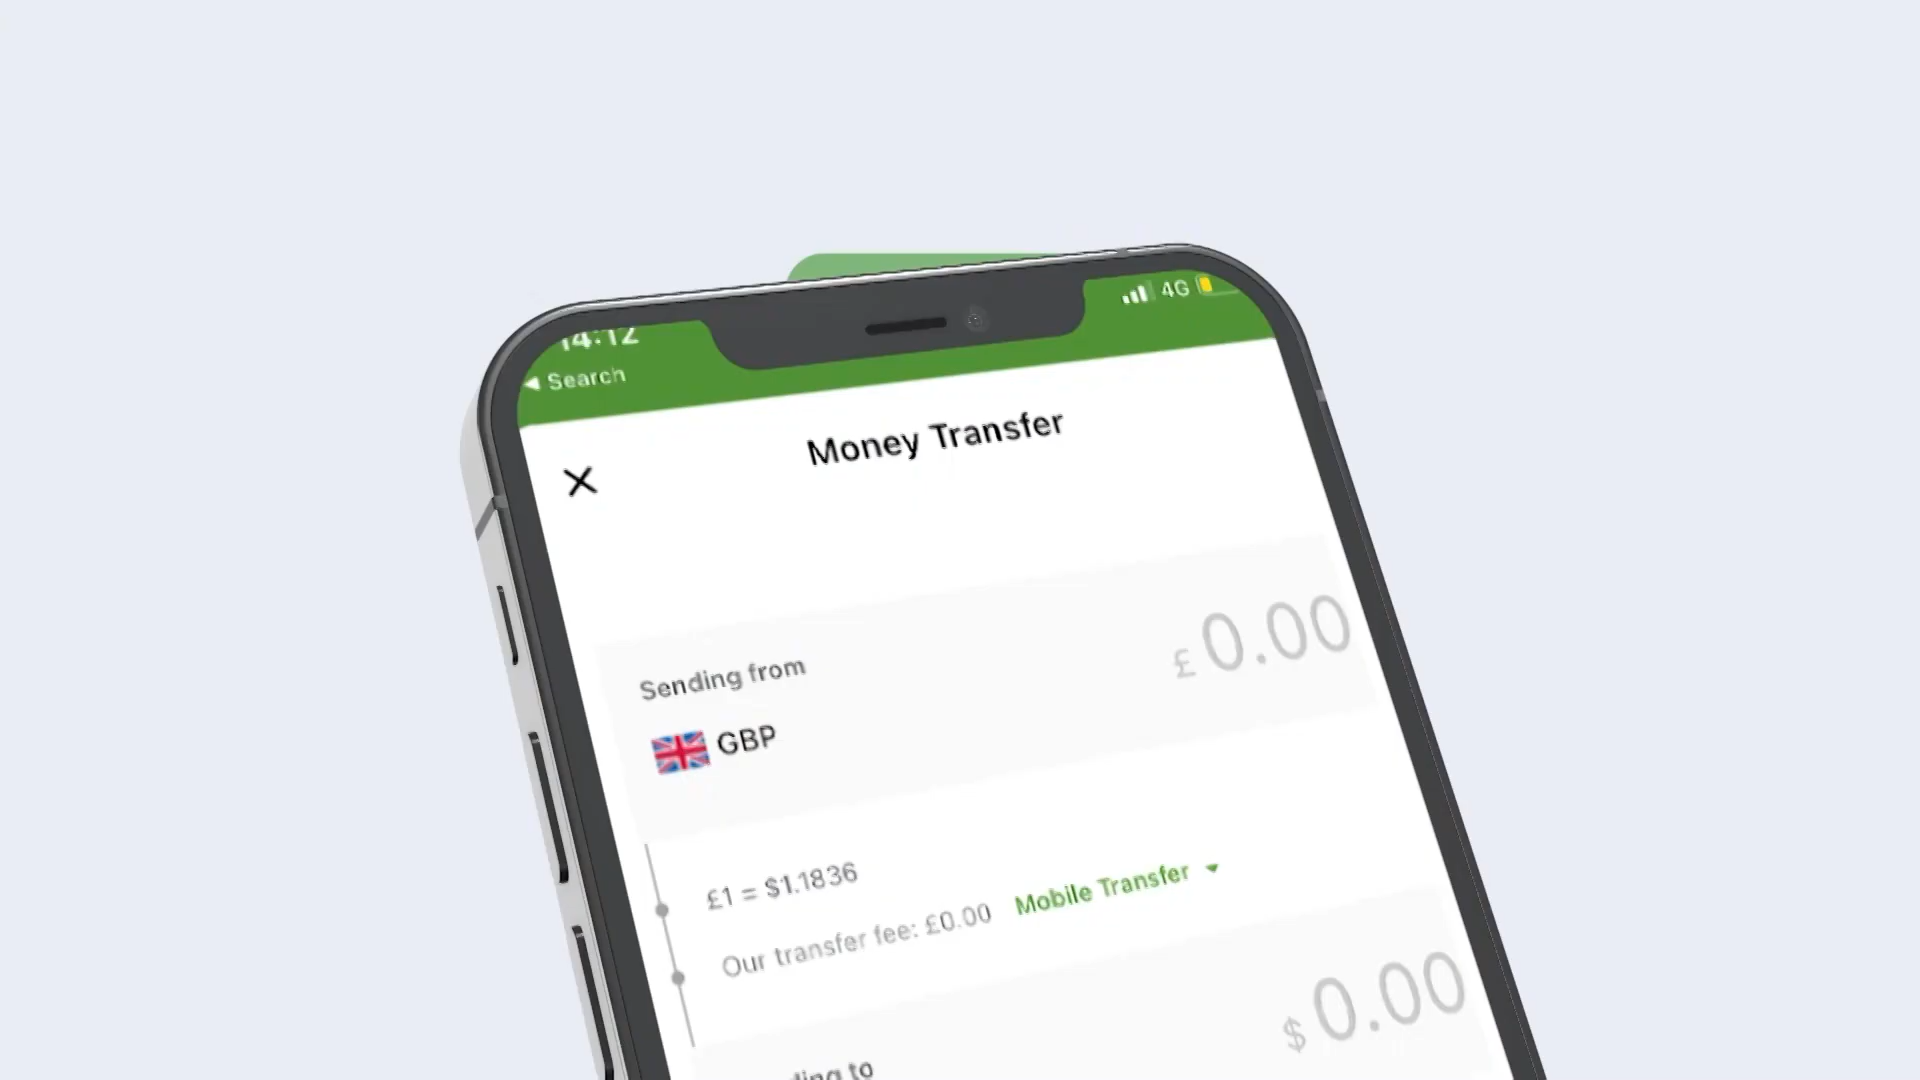 14:12
4G
Search
Money Transfer
Sending from
£0.00
GBP
£1 = $1.1836
Our transfer fee: £0.00 Mobile Transfer
$0.00
to